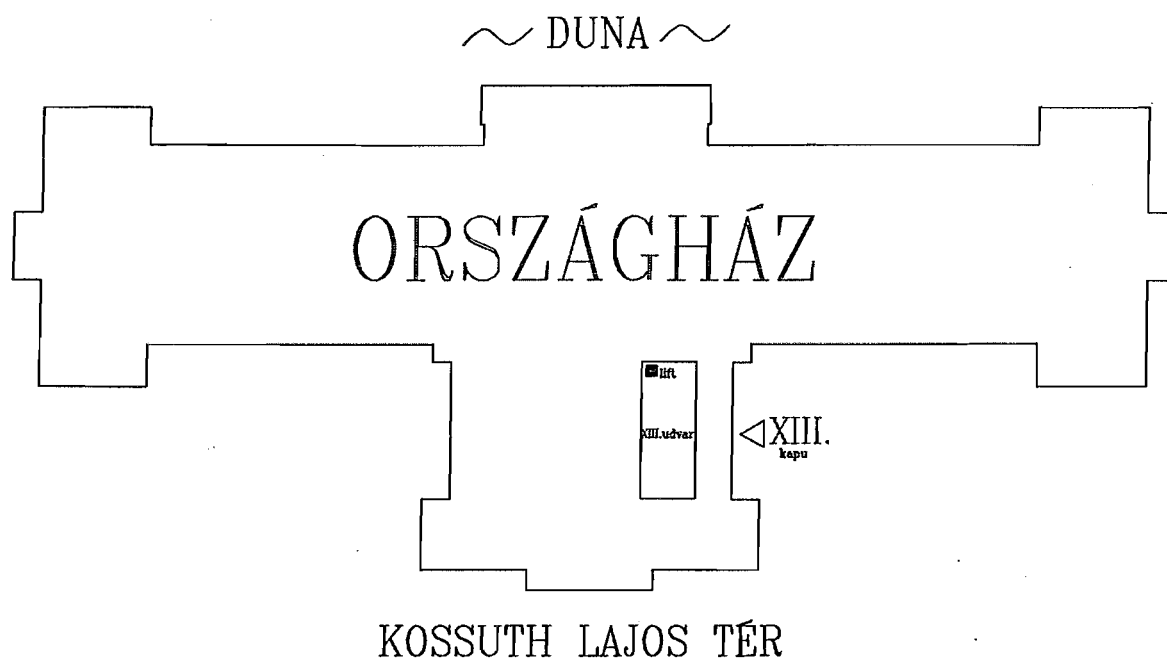 DUNA
ORSZÁGHÁZ
lift
XIII.udvar
XIII.
kapu
KOSSUTH LAJOS TÉR